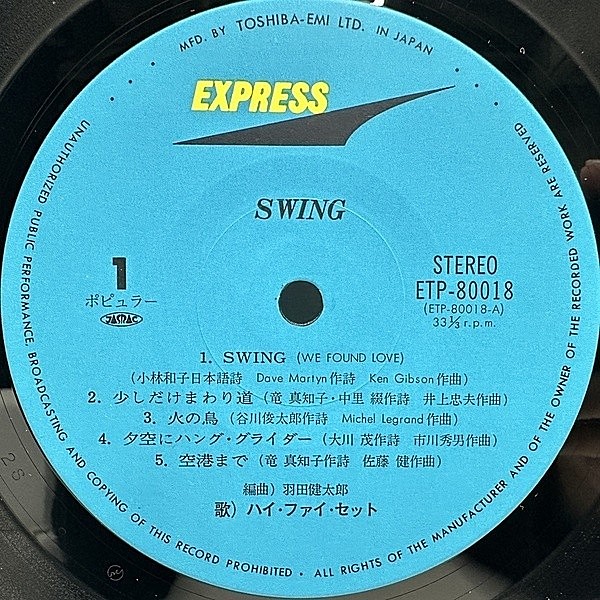 MFD. BY TOSHIBA-EMI LTD. IN JAPAN
EXPRESS
SWING
1
ポピュラー
JASRAC
STEREO
ETP-80018
(ETP-80018-A)
33⅓ r.p.m.
1. SWING (WE FOUND LOVE)
(小林和子日本語詩 Dave Martyn作詩 Ken Gibson作曲)
2. 少しだけまわり道 (竜 真知子・中里 綴作詩 井上忠夫作曲)
3. 火の鳥 (谷川俊太郎作詩 Michel Legrand作曲)
4. 夕空にハング・グライダー (大川 茂作詩 市川秀男作曲)
5. 空港まで (竜 真知子作詩 佐藤 健作曲)
編曲) 羽田健太郎
歌) ハイ・ファイ・セット
UNAUTHORIZED PUBLIC PERFORMANCE, BROADCASTING AND COPYING OF THIS RECORD PROHIBITED • ALL RIGHTS OF THE MANUFACTURER AND OF THE OWNER OF THE RECORDED WORK ARE RESERVED